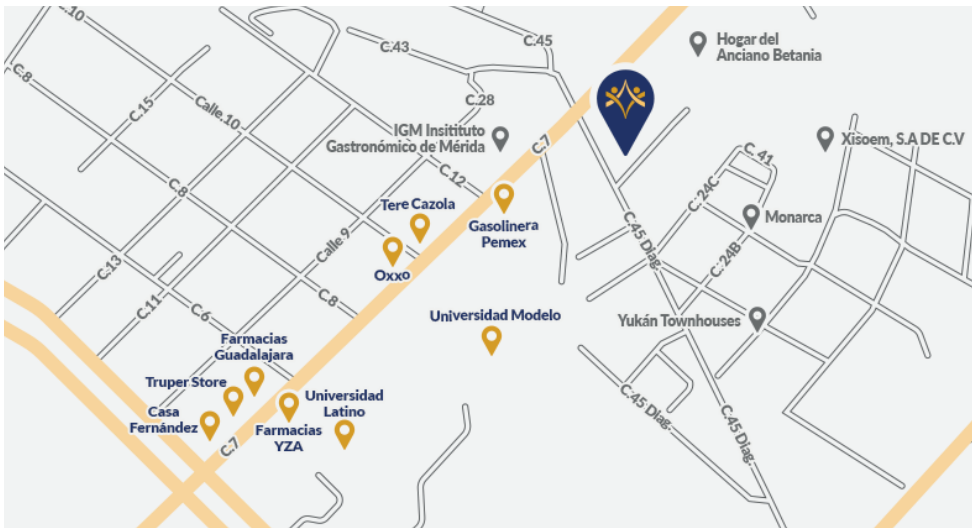 C.10
C.43
C.45
Hogar del
Anciano Betania
C.8
C.15
Calle 10
C.28
IGM Insitituto
Gastronómico de Mérida
C.7
Xisoem, S.A DE C.V
C.8
C.12
C. 41
C. 24C
Tere Cazola
Gasolinera
Pemex
Monarca
Calle 9
Oxxo
C.45 Diag.
C. 24B
C.13
C.11
C.8
C.6
Universidad Modelo
Yukán Townhouses
Farmacias
Guadalajara
Truper Store
Casa
Fernández
Universidad
Latino
Farmacias
YZA
C.7
C.45 Diag.
C.45 Diag.